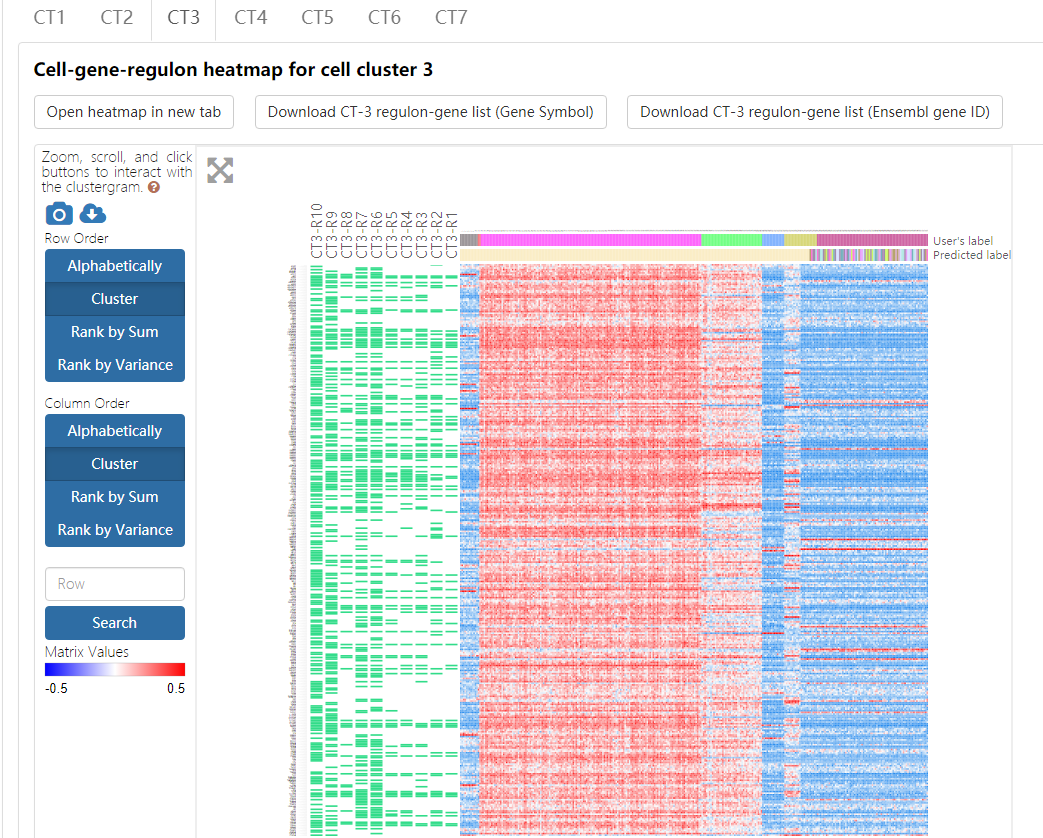 CT1 CT2 CT3 CT4 CT5 CT6 CT7
Cell-gene-regulon heatmap for cell cluster 3
Open heatmap in new tab
Download CT-3 regulon-gene list (Gene Symbol)
Download CT-3 regulon-gene list (Ensembl gene ID)
Zoom, scroll, and click
buttons to interact with
the clustergram. ?
Row Order
Alphabetically
Cluster
Rank by Sum
Rank by Variance
Column Order
Alphabetically
Cluster
Rank by Sum
Rank by Variance
Row
Search
Matrix Values
-0.5 0.5
CT3-R10
CT3-R9
CT3-R8
CT3-R7
CT3-R6
CT3-R5
CT3-R4
CT3-R3
CT3-R2
CT3-R1
User's label
Predicted label